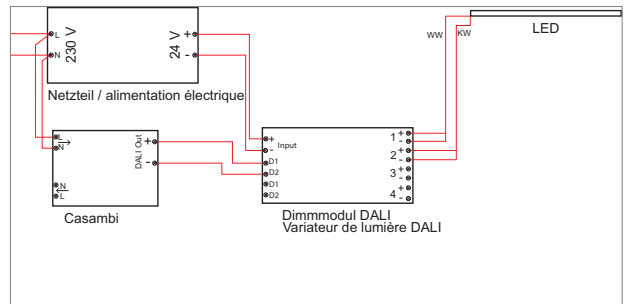 L
N
230 V
24 V
+
-
Netzteil / alimentation électrique
WW
KW
LED
L
N
N
L
DALI Out
+
-
Casambi
+
-
Input
D1
D2
D1
D2
1 + -
2 + -
3 + -
4 + -
Dimmmodul DALI
Variateur de lumière DALI